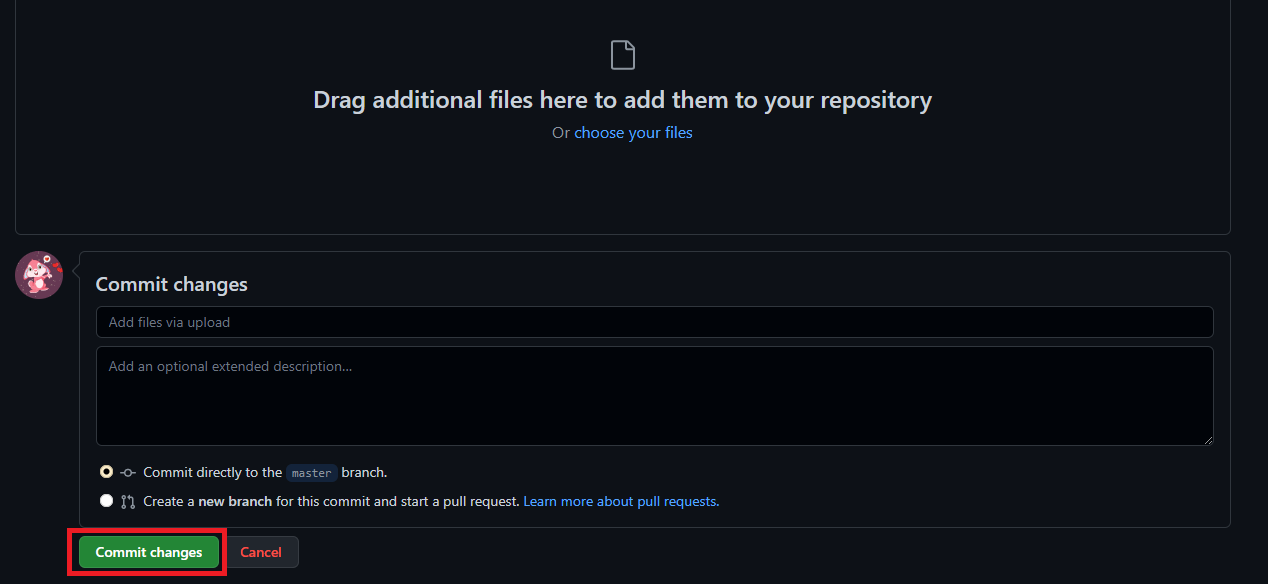 Drag additional files here to add them to your repository
Or choose your files
Commit changes
Add files via upload
Add an optional extended description...
Commit directly to the master branch.
Create a new branch for this commit and start a pull request. Learn more about pull requests.
Commit changes Cancel